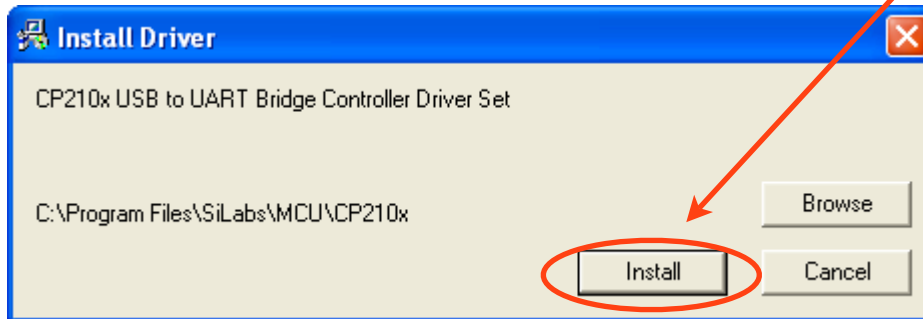 Install Driver
CP210x USB to UART Bridge Controller Driver Set
C:\Program Files\SiLabs\MCU\CP210x
Browse
Install
Cancel